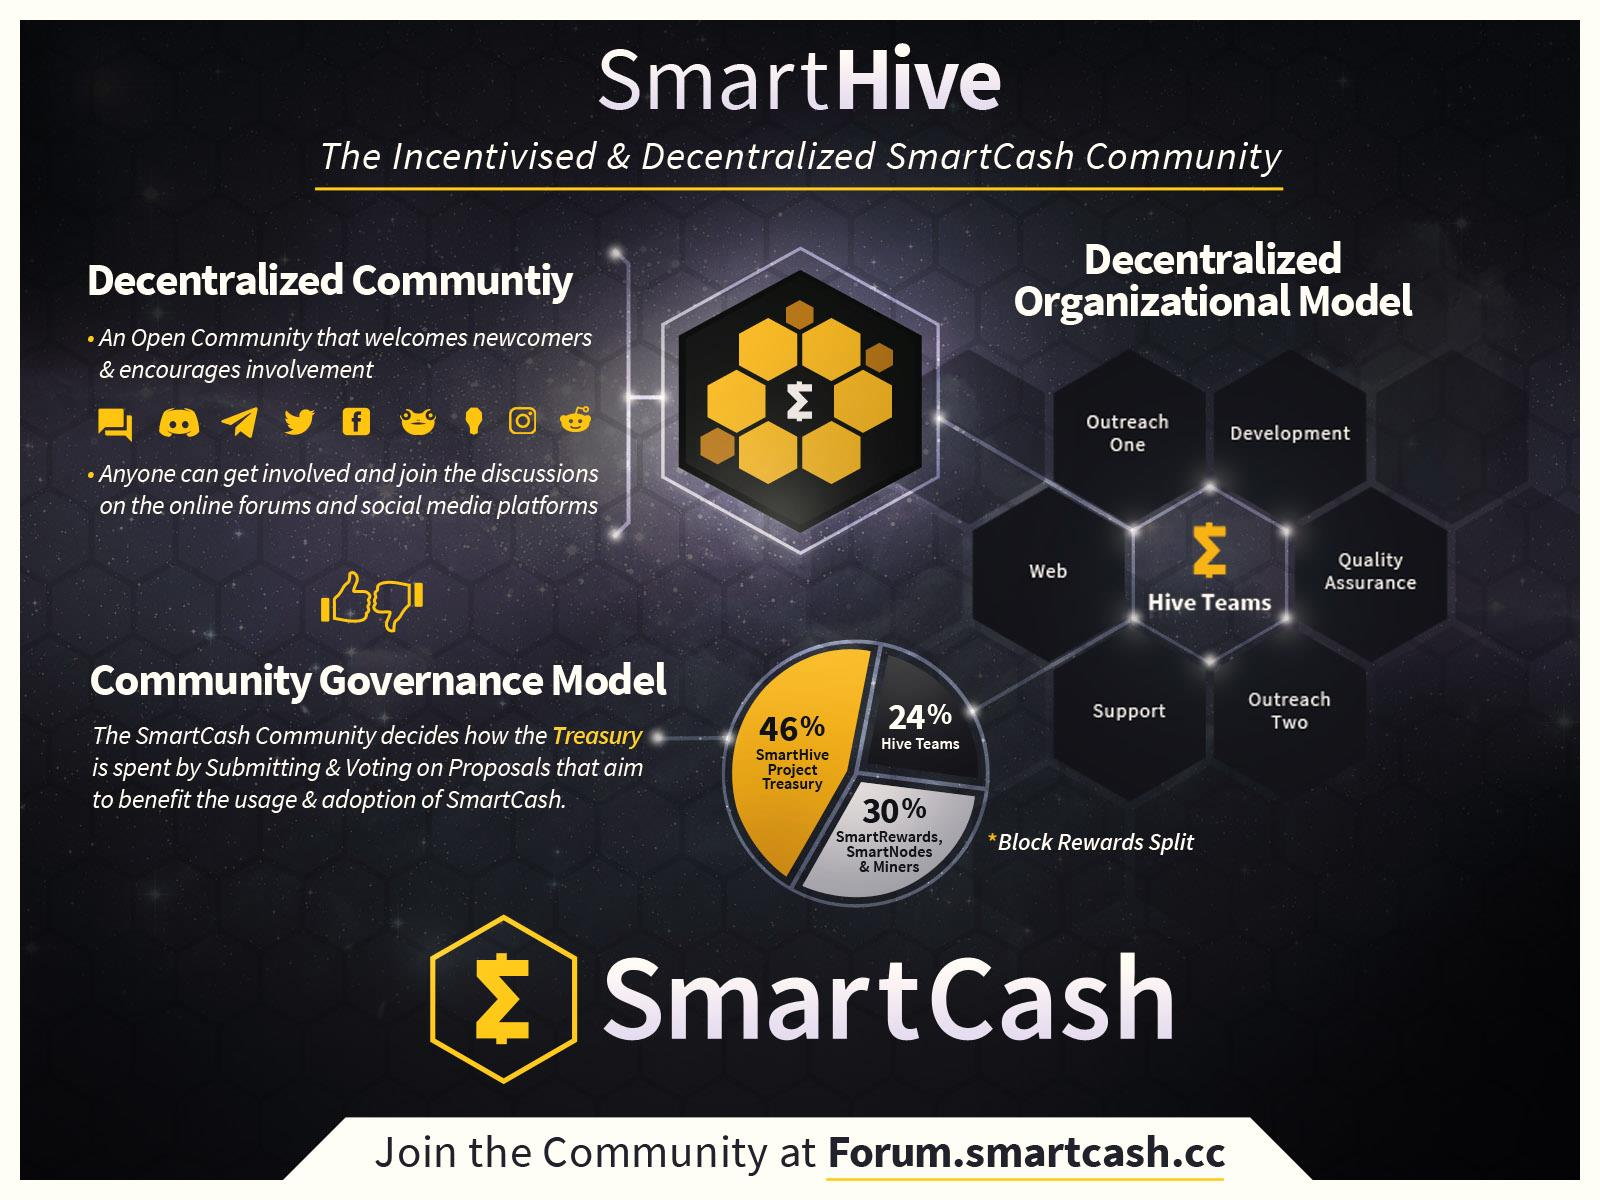 SmartHive
The Incentivised & Decentralized SmartCash Community
Decentralized Communtiy
• An Open Community that welcomes newcomers
& encourages involvement
• Anyone can get involved and join the discussions
on the online forums and social media platforms
Decentralized
Organizational Model
Outreach
One
Development
Web
Hive Teams
Quality
Assurance
Support
Outreach
Two
Community Governance Model
The SmartCash Community decides how the Treasury
is spent by Submitting & Voting on Proposals that aim
to benefit the usage & adoption of SmartCash.
46%
SmartHive
Project
Treasury
24%
Hive Teams
30%
SmartRewards,
SmartNodes
& Miners
*Block Rewards Split
SmartCash
Join the Community at Forum.smartcash.cc